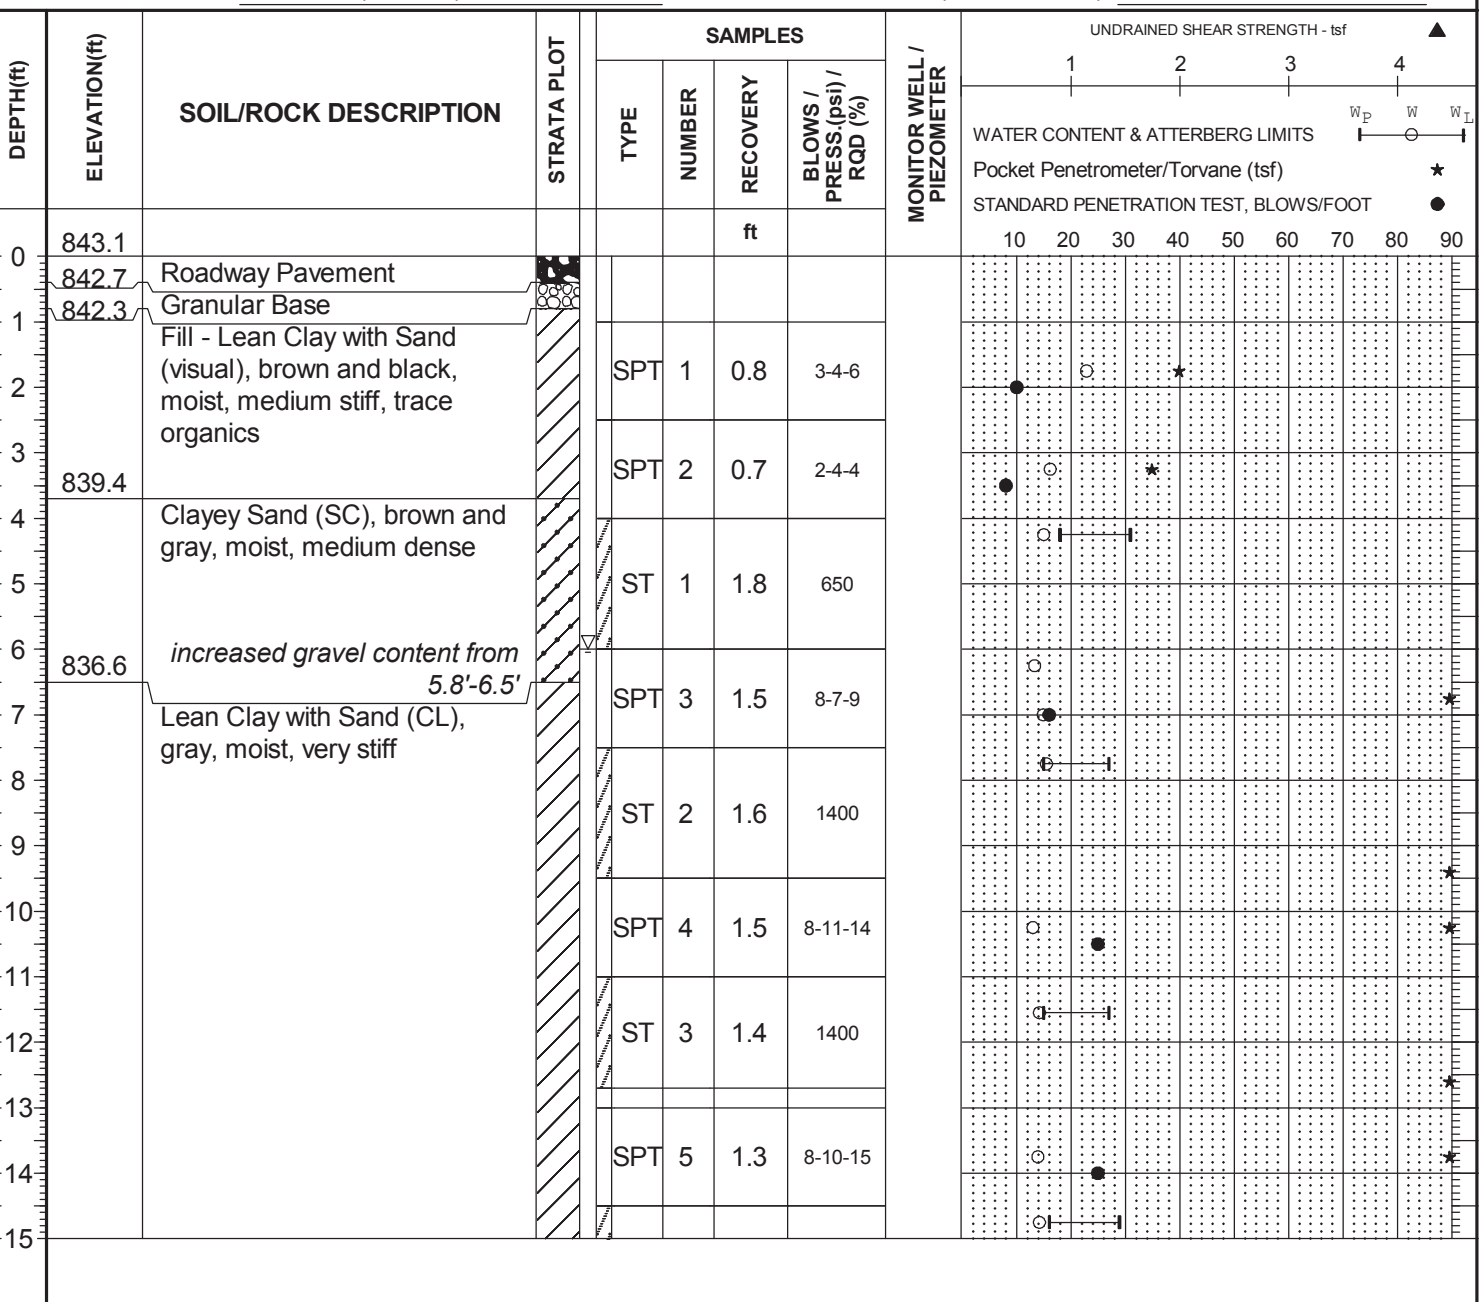 DEPTH(ft)
ELEVATION(ft)
SOIL/ROCK DESCRIPTION
STRATA PLOT
SAMPLES
TYPE
NUMBER
RECOVERY
BLOWS /
PRESS.(psi) /
RQD (%)
MONITOR WELL /
PIEZOMETER
UNDRAINED SHEAR STRENGTH - tsf
1 2 3 4
WP W WL
WATER CONTENT & ATTERBERG LIMITS
Pocket Penetrometer/Torvane (tsf)
STANDARD PENETRATION TEST, BLOWS/FOOT
ft
10 20 30 40 50 60 70 80 90
843.1
0
842.7 Roadway Pavement
842.3 Granular Base
1
Fill - Lean Clay with Sand
(visual), brown and black,
moist, medium stiff, trace
organics
SPT 1 0.8 3-4-6
2
3
SPT 2 0.7 2-4-4
839.4
4
Clayey Sand (SC), brown and
gray, moist, medium dense
5
ST 1 1.8 650
6
increased gravel content from
5.8'-6.5'
836.6
SPT 3 1.5 8-7-9
7
Lean Clay with Sand (CL),
gray, moist, very stiff
8
ST 2 1.6 1400
9
10
SPT 4 1.5 8-11-14
11
ST 3 1.4 1400
12
13
SPT 5 1.3 8-10-15
14
15